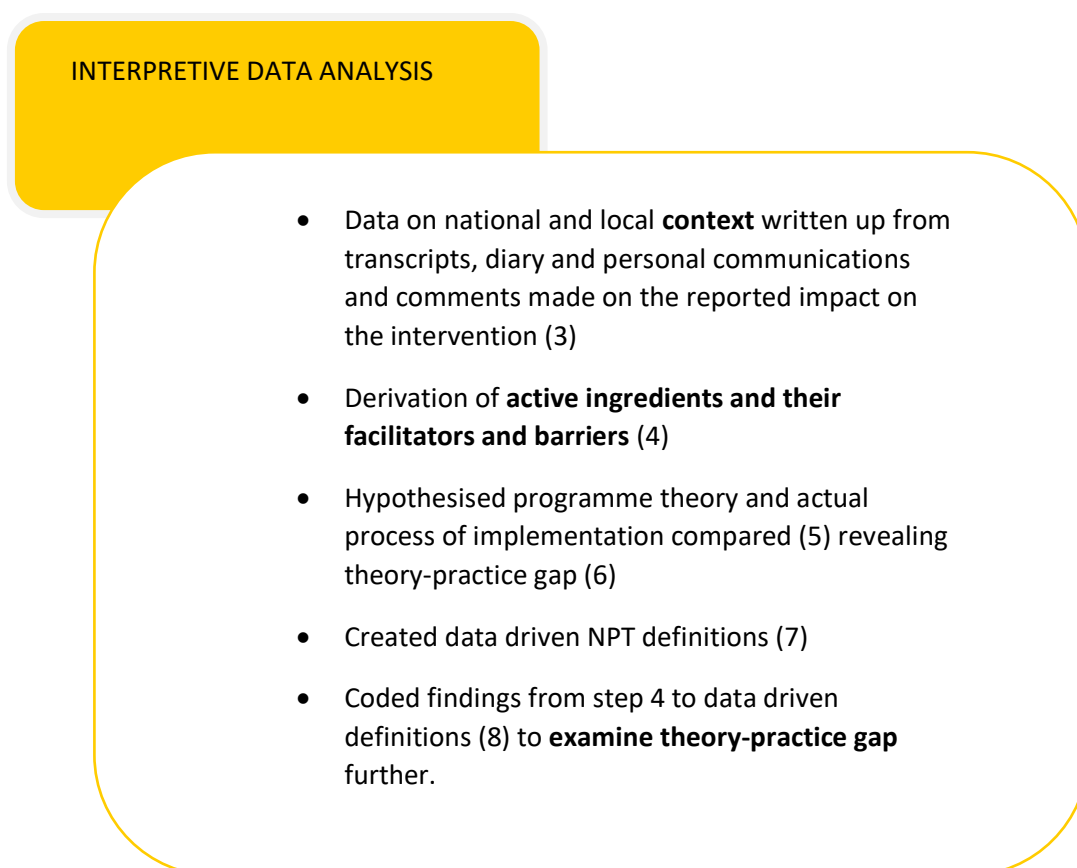 INTERPRETIVE DATA ANALYSIS
• Data on national and local context written up from
transcripts, diary and personal communications
and comments made on the reported impact on
the intervention (3)
• Derivation of active ingredients and their
facilitators and barriers (4)
• Hypothesised programme theory and actual
process of implementation compared (5) revealing
theory-practice gap (6)
• Created data driven NPT definitions (7)
• Coded findings from step 4 to data driven
definitions (8) to examine theory-practice gap
further.